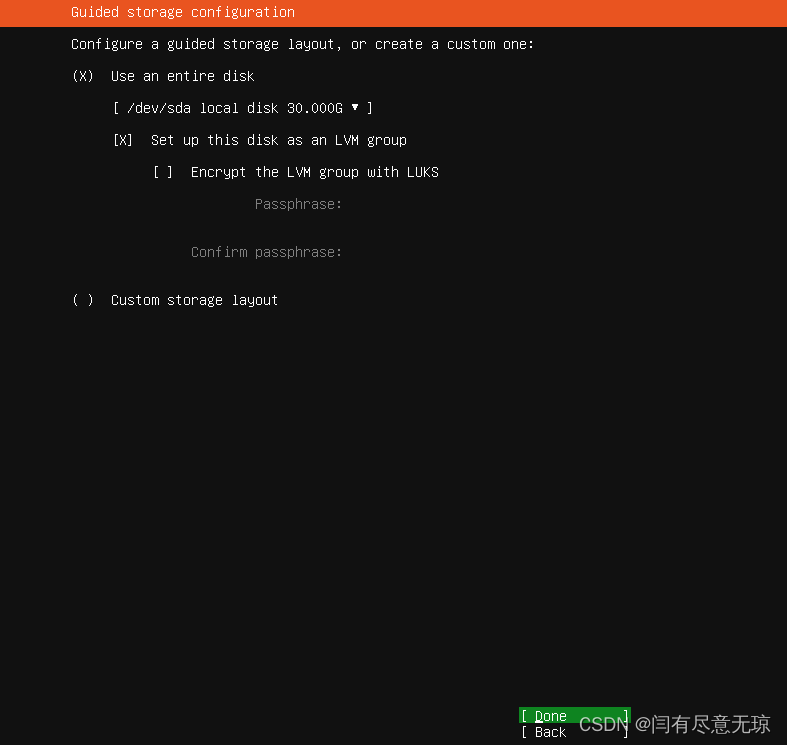 Guided storage configuration
Configure a guided storage layout, or create a custom one:
(X) Use an entire disk
[ /dev/sda local disk 30.000G ▾ ]
[X] Set up this disk as an LVM group
[ ] Encrypt the LVM group with LUKS
Passphrase:
Confirm passphrase:
( ) Custom storage layout
[ Done ]
[ Back ]
CSDN @闫有尽意无琼